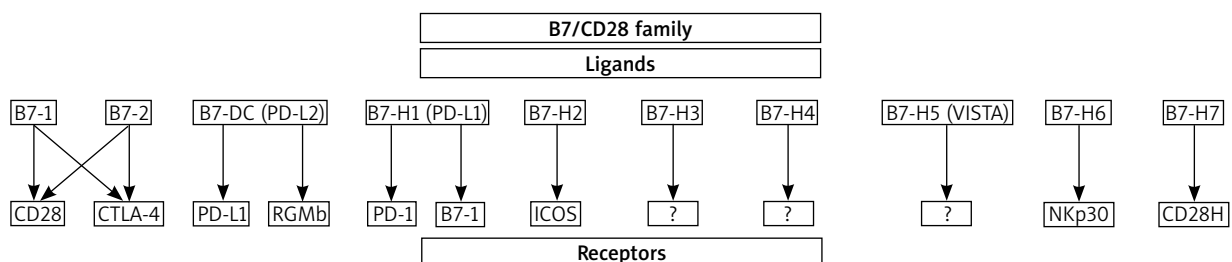 B7/CD28 family
Ligands
B7-1 B7-2 B7-DC (PD-L2) B7-H1 (PD-L1) B7-H2 B7-H3 B7-H4 B7-H5 (VISTA) B7-H6 B7-H7
CD28 CTLA-4 PD-L1 RGMb PD-1 B7-1 ICOS ? ? ? NKp30 CD28H
Receptors